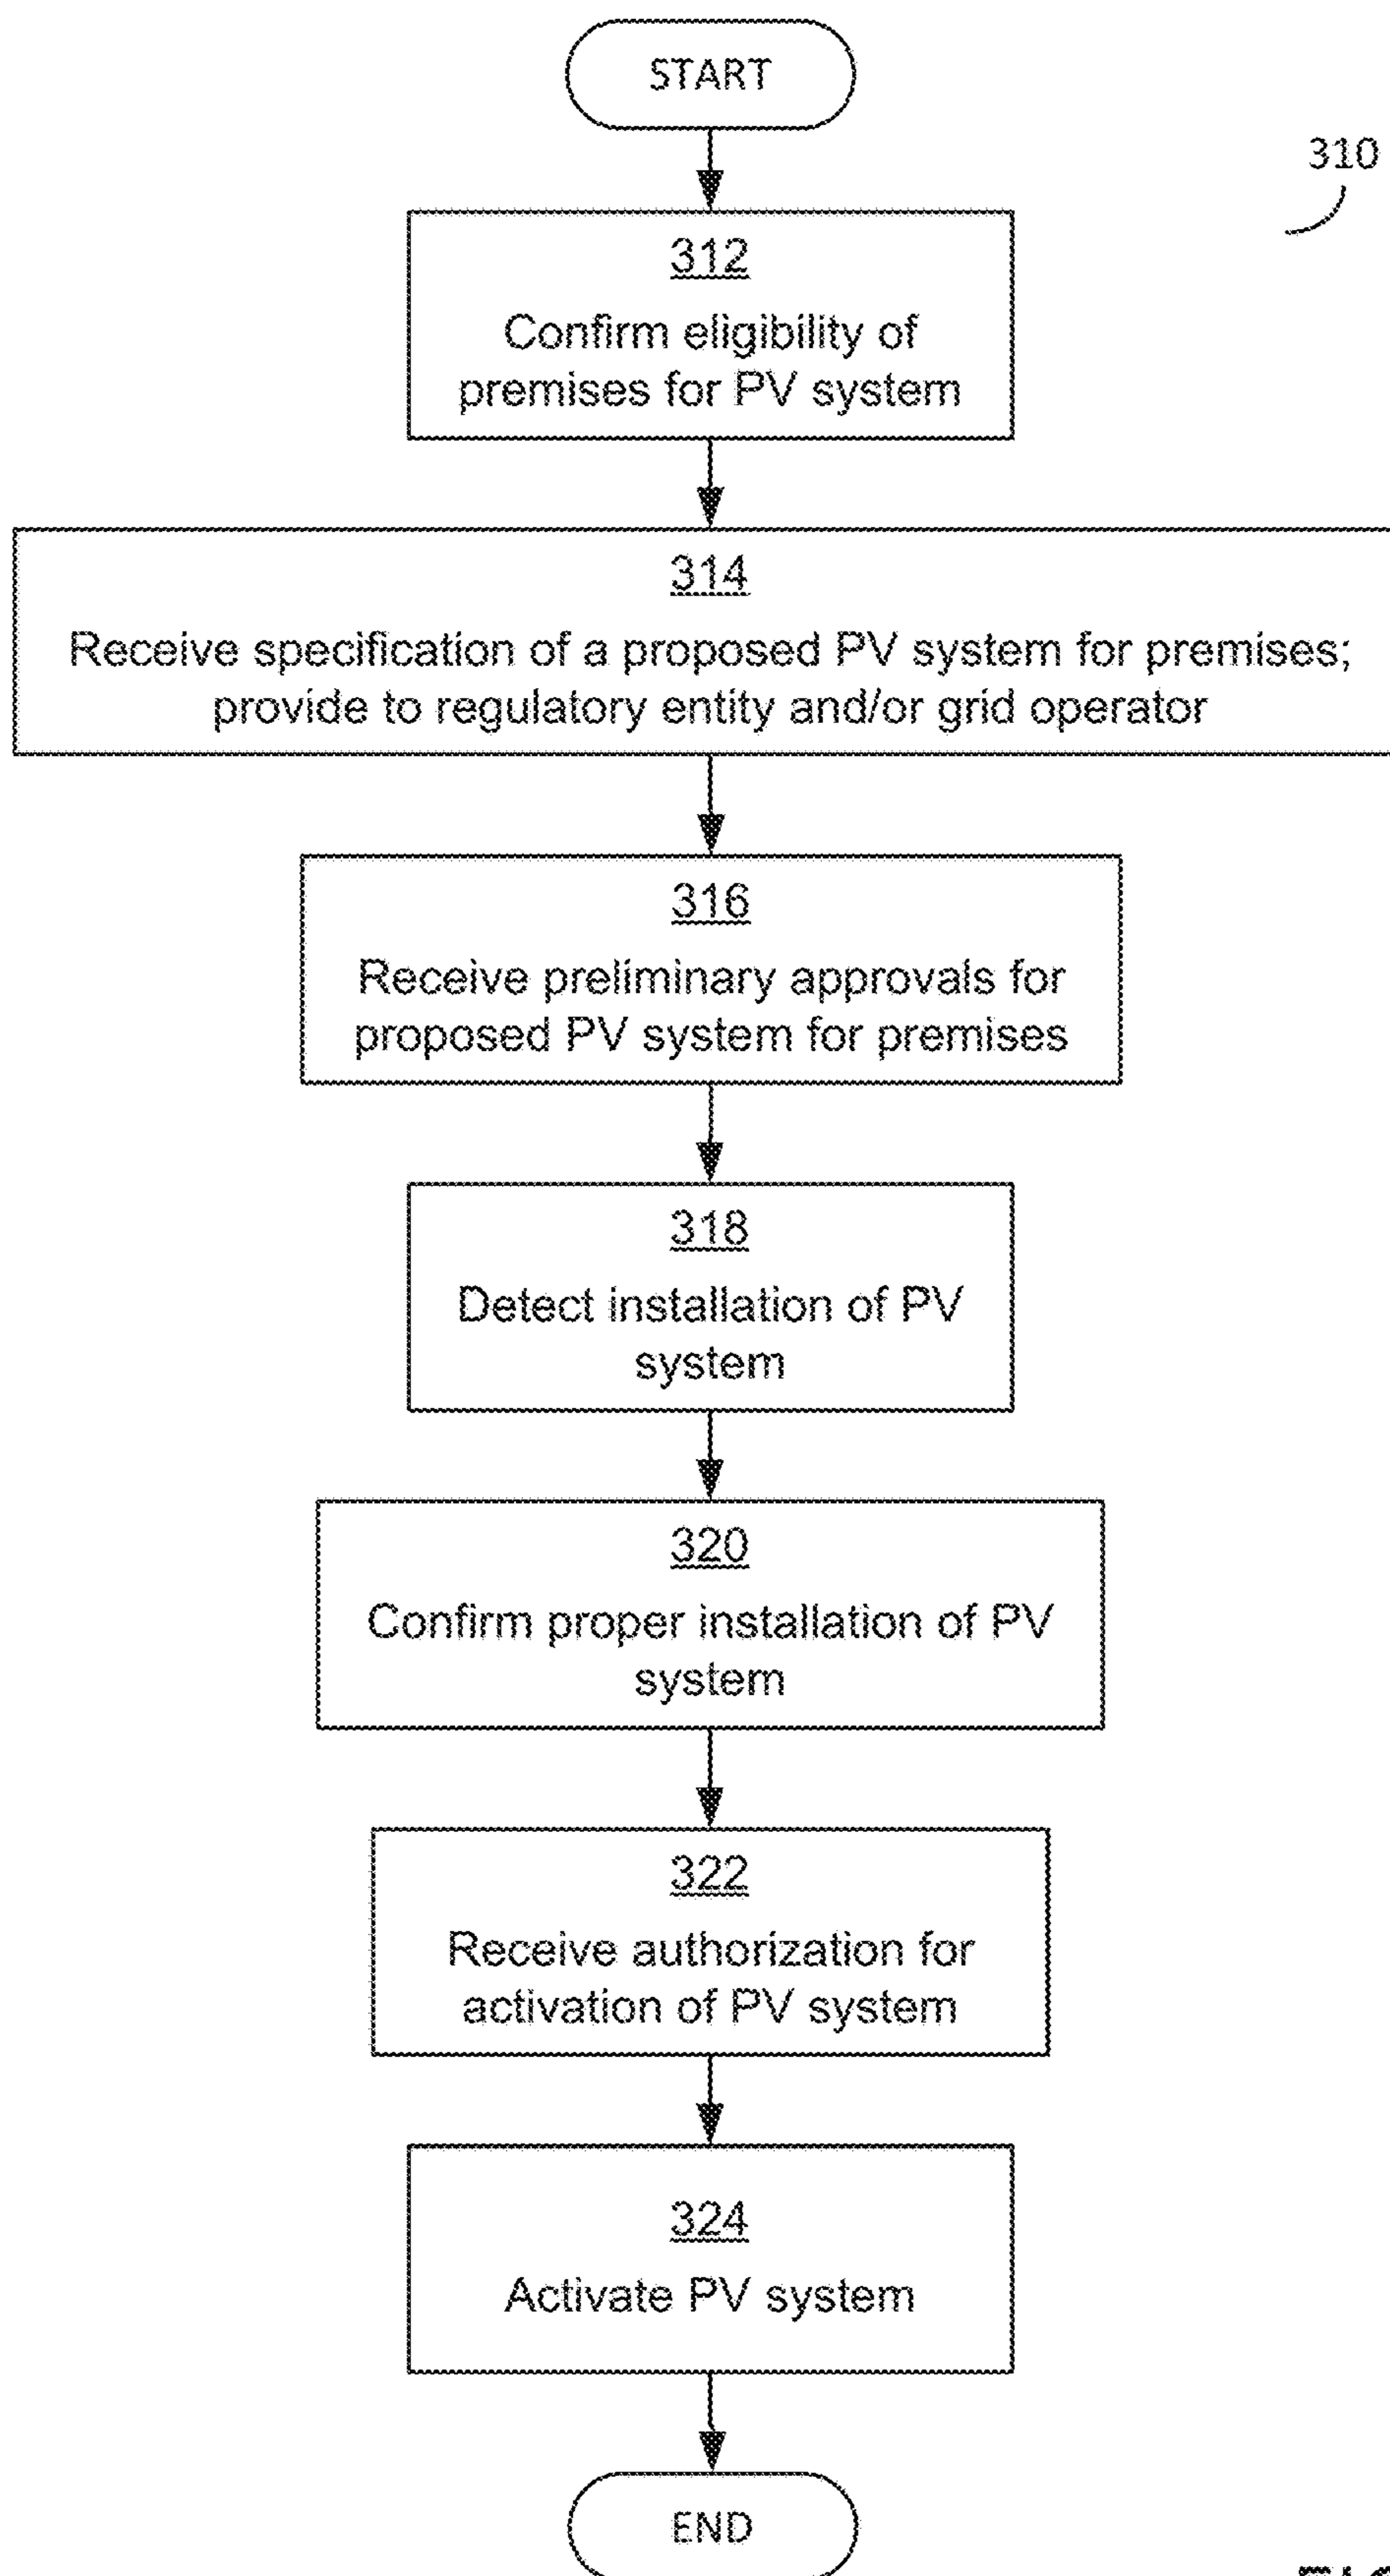 START
310
312
Confirm eligibility of
premises for PV system
314
Receive specification of a proposed PV system for premises;
provide to regulatory entity and/or grid operator
316
Receive preliminary approvals for
proposed PV system for premises
318
Detect installation of PV
system
320
Confirm proper installation of PV
system
322
Receive authorization for
activation of PV system
324
Activate PV system
END